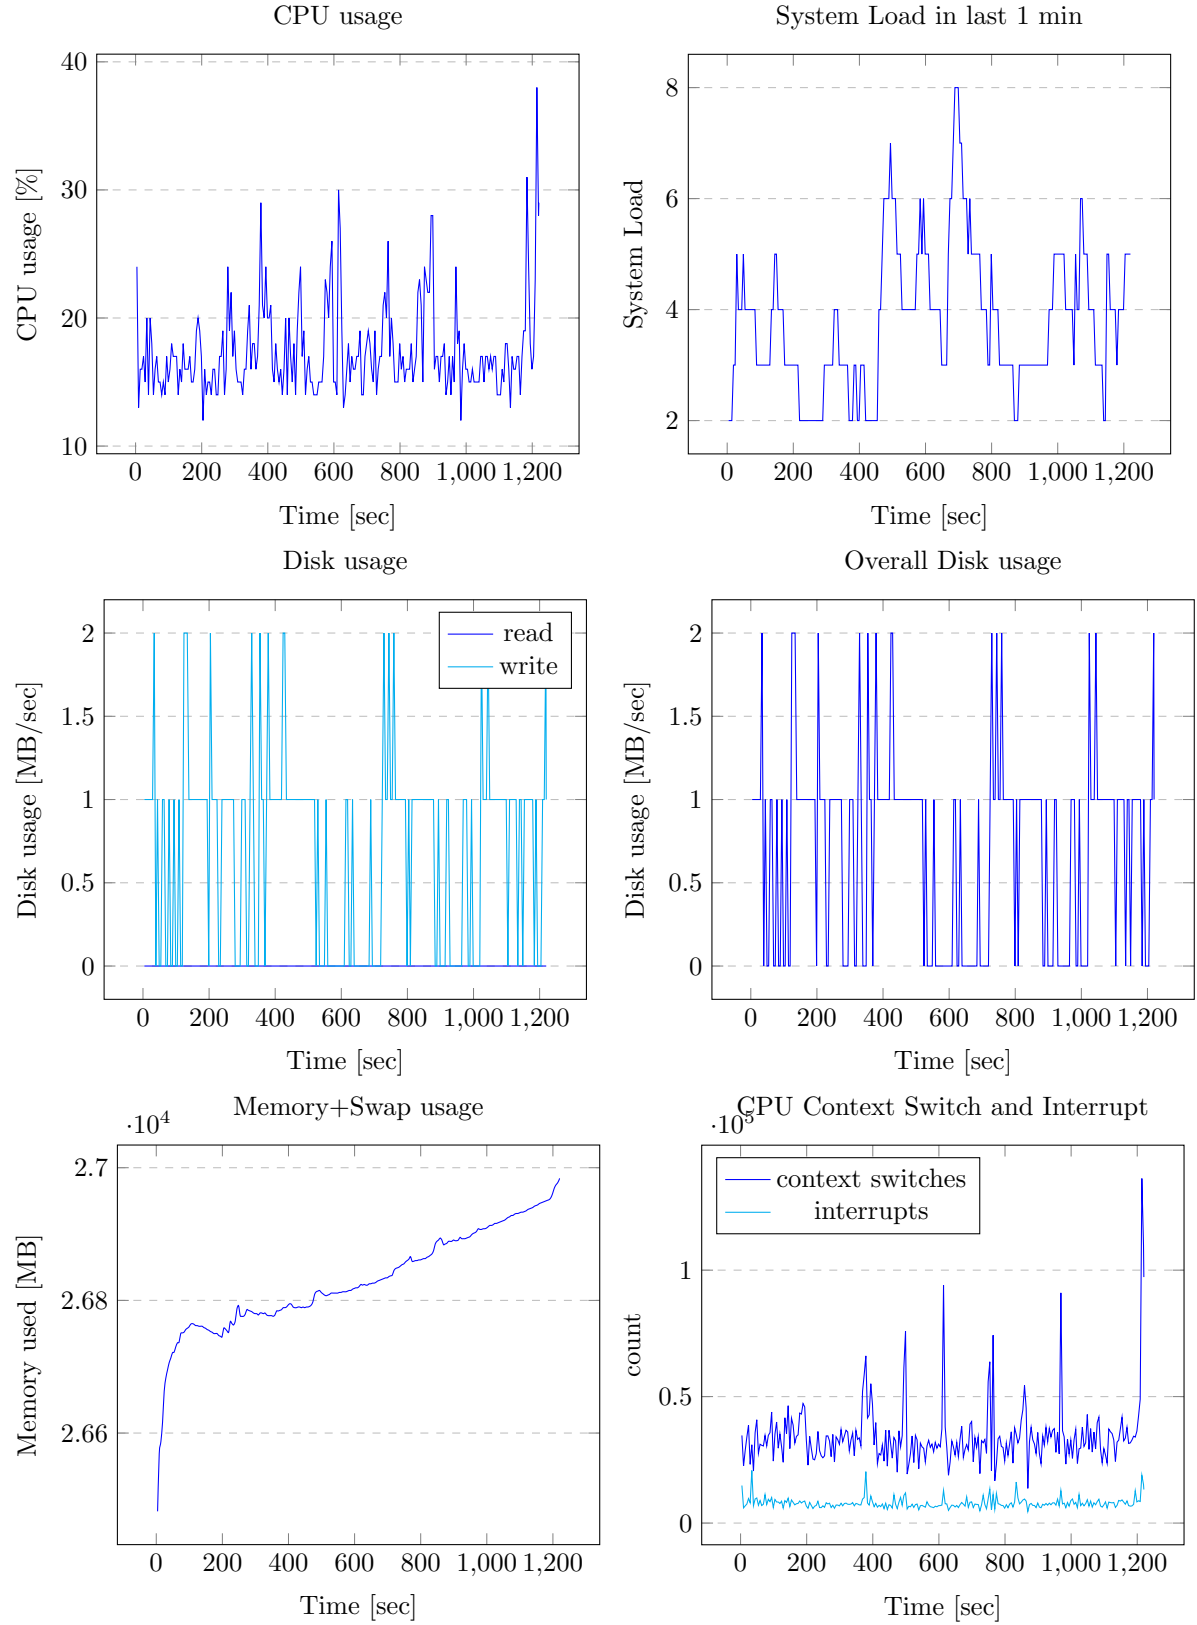 CPU usage
40
30
20
10
CPU usage [%]
0 200 400 600 800 1,000 1,200
Time [sec]
System Load in last 1 min
8
6
4
2
System Load
0 200 400 600 800 1,000 1,200
Time [sec]
Disk usage
read
write
2
1.5
1
0.5
0
Disk usage [MB/sec]
0 200 400 600 800 1,000 1,200
Time [sec]
Overall Disk usage
2
1.5
1
0.5
0
Disk usage [MB/sec]
0 200 400 600 800 1,000 1,200
Time [sec]
Memory+Swap usage
·10^4
2.7
2.68
2.66
Memory used [MB]
0 200 400 600 800 1,000 1,200
Time [sec]
CPU Context Switch and Interrupt
·10^5
context switches
interrupts
1
0.5
0
count
0 200 400 600 800 1,000 1,200
Time [sec]